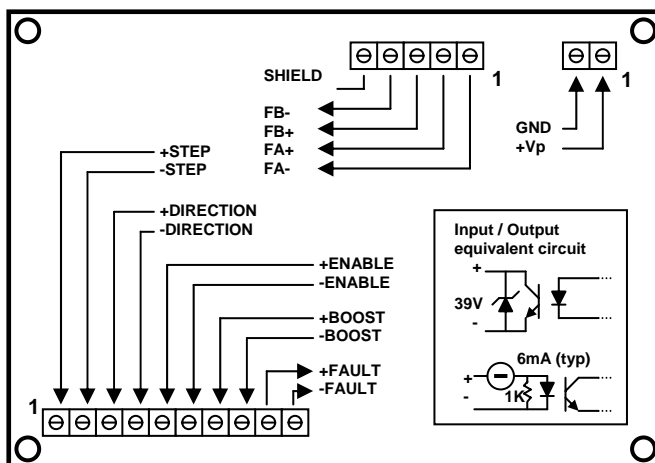 SHIELD
1
1
FB-
FB+
FA+
FA-
GND
+Vp
+STEP
-STEP
+DIRECTION
-DIRECTION
Input / Output
equivalent circuit
+
39V
-
+ENABLE
-ENABLE
+BOOST
-BOOST
+FAULT
-FAULT
6mA (typ)
+
-
1K
1